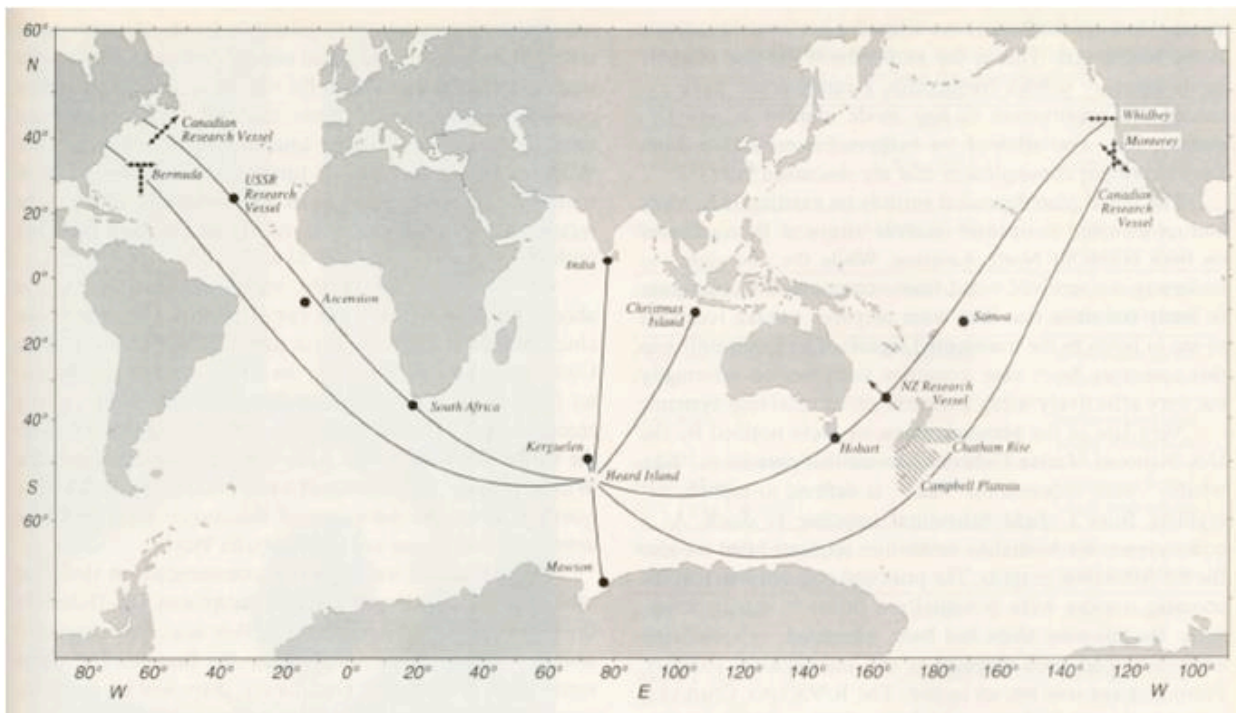 60°
N
40°
20°
0°
20°
40°
S
60°
Canadian
Research Vessel
Bermuda
USSR
Research
Vessel
Ascension
South Africa
India
Christmas
Island
Kerguelen
Heard Island
Mawson
Whidbey
Monterey
Canadian
Research
Vessel
Samoa
NZ Research
Vessel
Hobart
Chatham Rise
Campbell Plateau
80°
60°
40°
20°
0°
20°
40°
60°
80°
100°
120°
140°
160°
180°
160°
140°
120°
100°
W
E
W